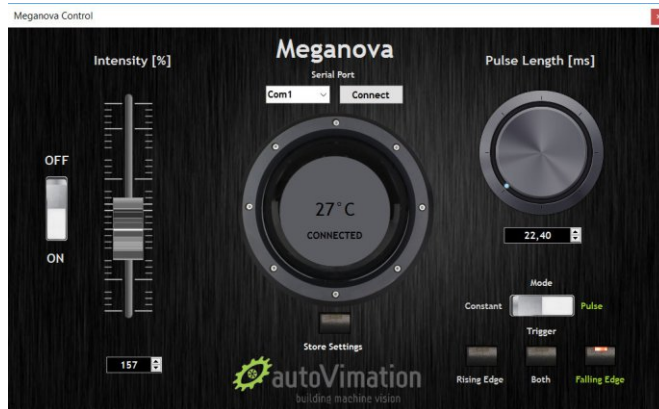 Meganova Control
Intensity [%]
OFF
ON
157
Meganova
Serial Port
Com1
Connect
27°C
CONNECTED
Store Settings
autoVimation
building machine vision
Pulse Length [ms]
22,40
Mode
Constant
Pulse
Trigger
Rising Edge
Both
Falling Edge